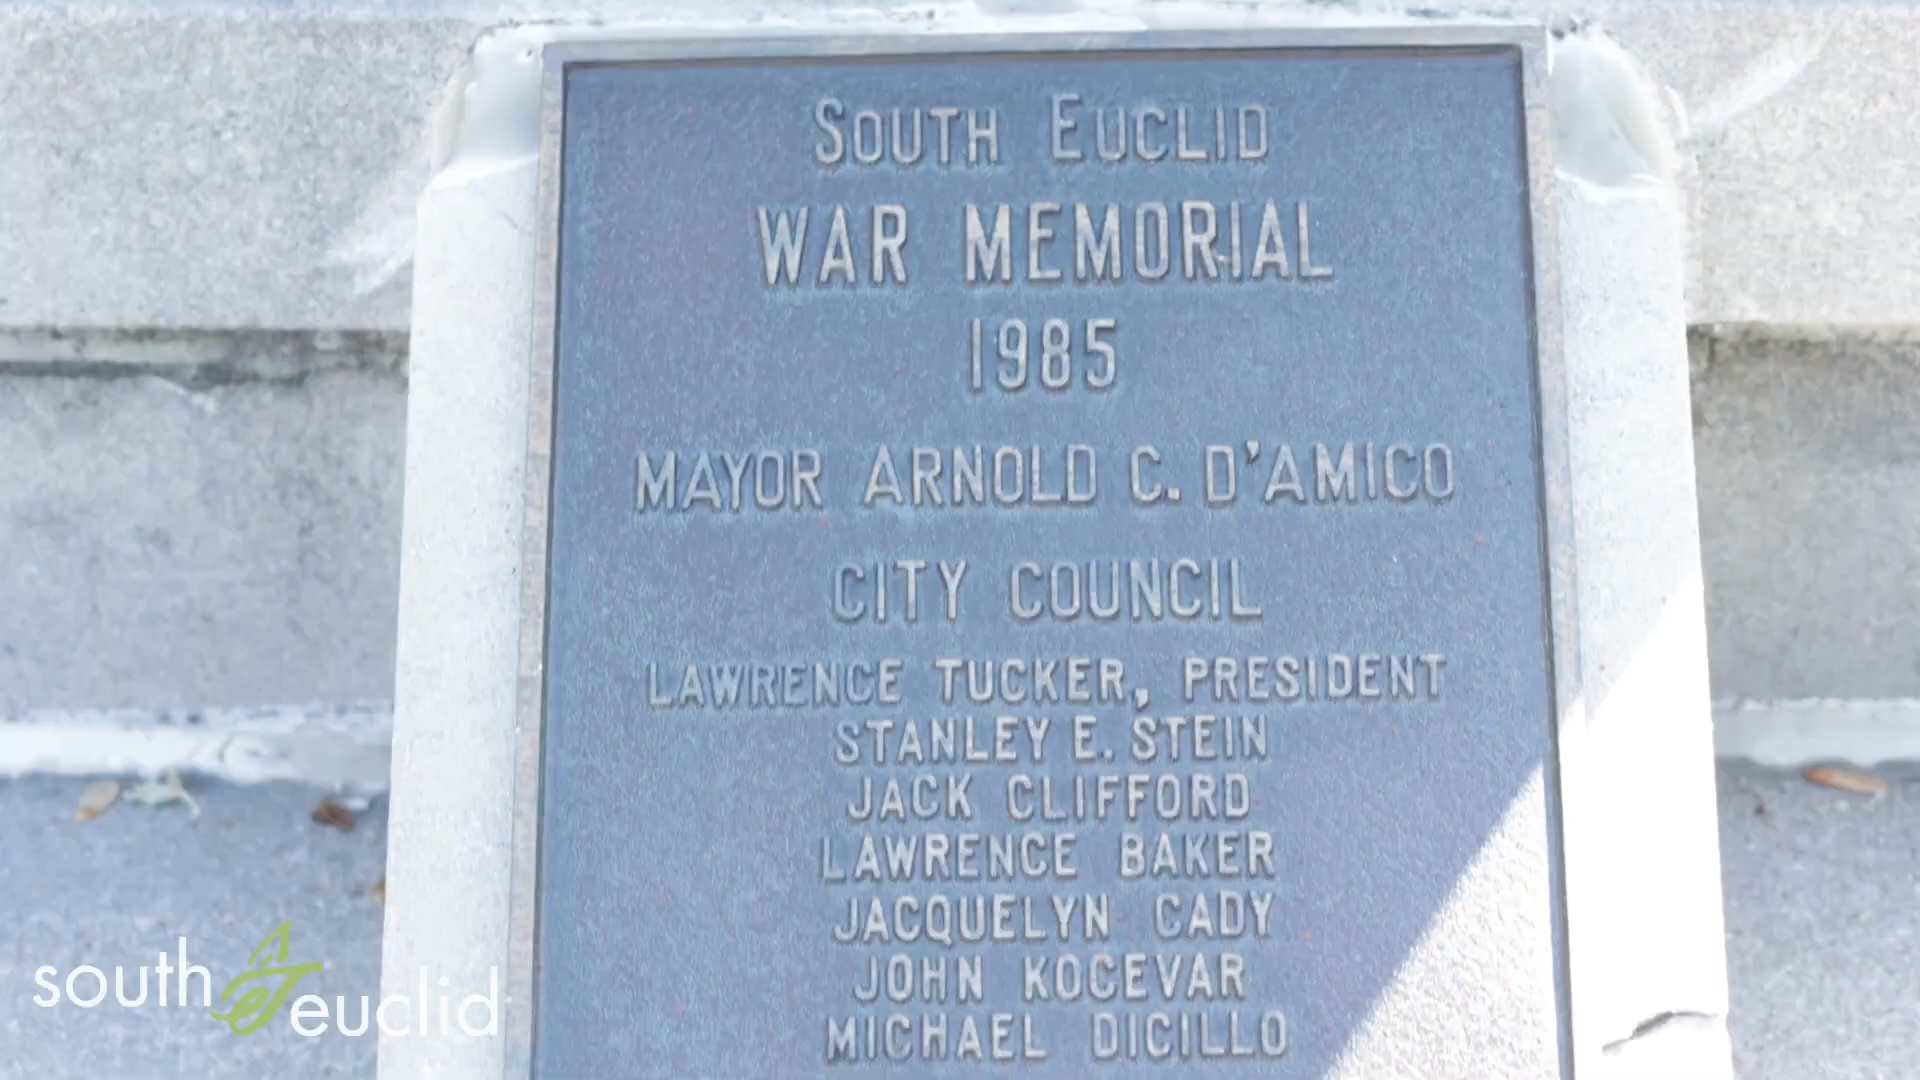 South Euclid
WAR MEMORIAL
1985
MAYOR ARNOLD C. D'AMICO
CITY COUNCIL
LAWRENCE TUCKER, PRESIDENT
STANLEY E. STEIN
JACK CLIFFORD
LAWRENCE BAKER
JACQUELYN CADY
JOHN KOCEVAR
MICHAEL DICILLO
south euclid